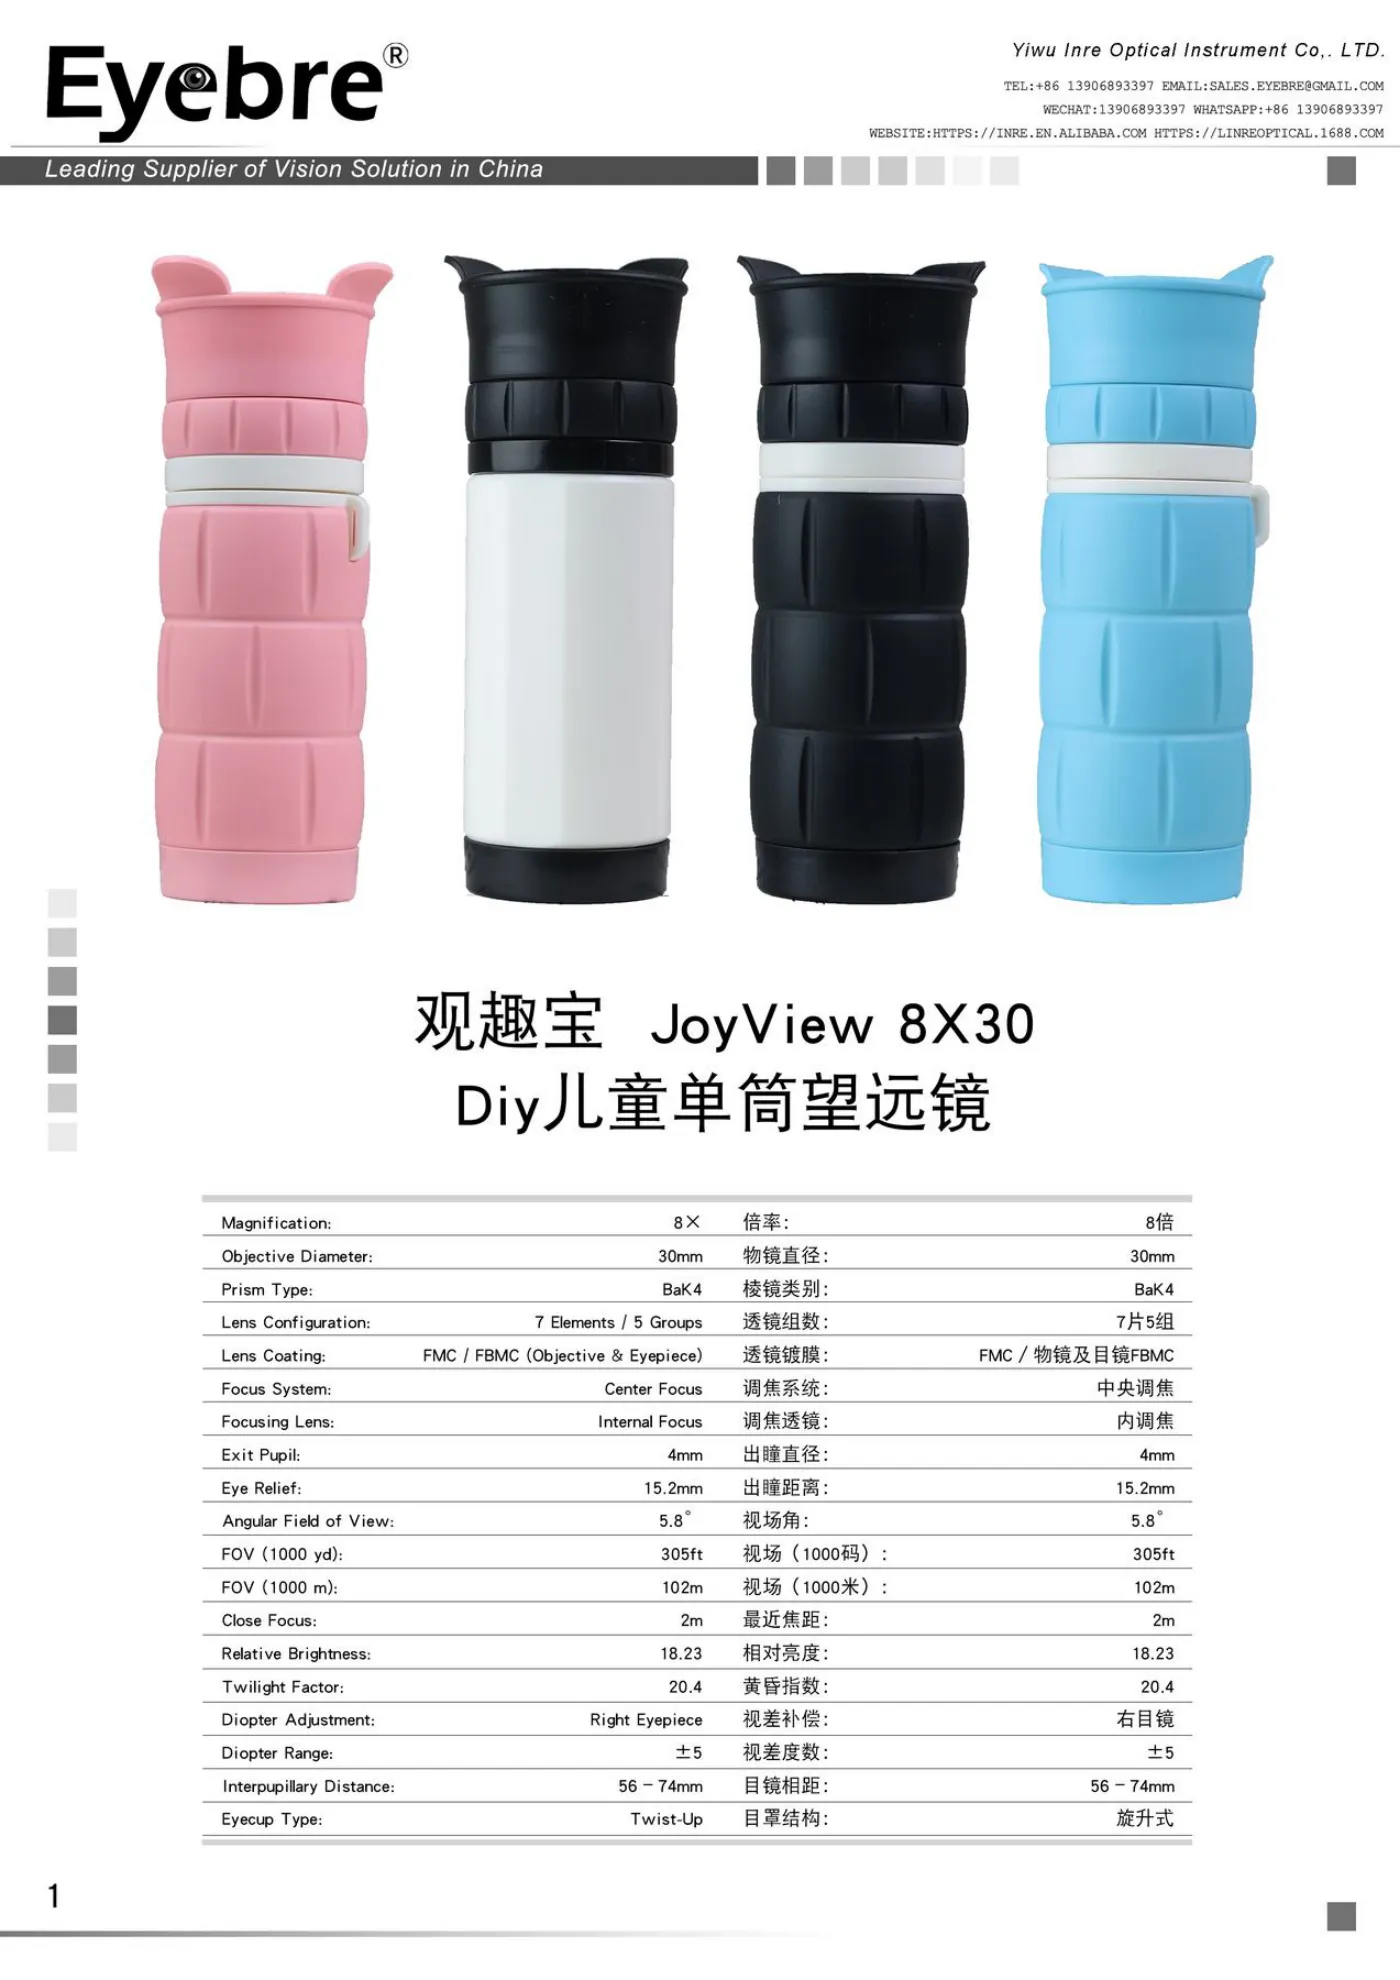 Eyebre®
Yiwu Inre Optical Instrument Co,. LTD.
TEL:+86 13906893397 EMAIL:SALES.EYEBRE@GMAIL.COM
WECHAT:13906893397 WHATSAPP:+86 13906893397
WEBSITE:HTTPS://INRE.EN.ALIBABA.COM HTTPS://LINREOPTICAL.1688.COM
Leading Supplier of Vision Solution in China
观趣宝 JoyView 8X30
Diy儿童单筒望远镜
Magnification: 8× 倍率: 8倍
Objective Diameter: 30mm 物镜直径: 30mm
Prism Type: BaK4 棱镜类别: BaK4
Lens Configuration: 7 Elements / 5 Groups 透镜组数: 7片5组
Lens Coating: FMC / FBMC (Objective & Eyepiece) 透镜镀膜: FMC / 物镜及目镜FBMC
Focus System: Center Focus 调焦系统: 中央调焦
Focusing Lens: Internal Focus 调焦透镜: 内调焦
Exit Pupil: 4mm 出瞳直径: 4mm
Eye Relief: 15.2mm 出瞳距离: 15.2mm
Angular Field of View: 5.8° 视场角: 5.8°
FOV (1000 yd): 305ft 视场（1000码）: 305ft
FOV (1000 m): 102m 视场（1000米）: 102m
Close Focus: 2m 最近焦距: 2m
Relative Brightness: 18.23 相对亮度: 18.23
Twilight Factor: 20.4 黄昏指数: 20.4
Diopter Adjustment: Right Eyepiece 视差补偿: 右目镜
Diopter Range: ±5 视差度数: ±5
Interpupillary Distance: 56 – 74mm 目镜相距: 56 – 74mm
Eyecup Type: Twist-Up 目罩结构: 旋升式
1